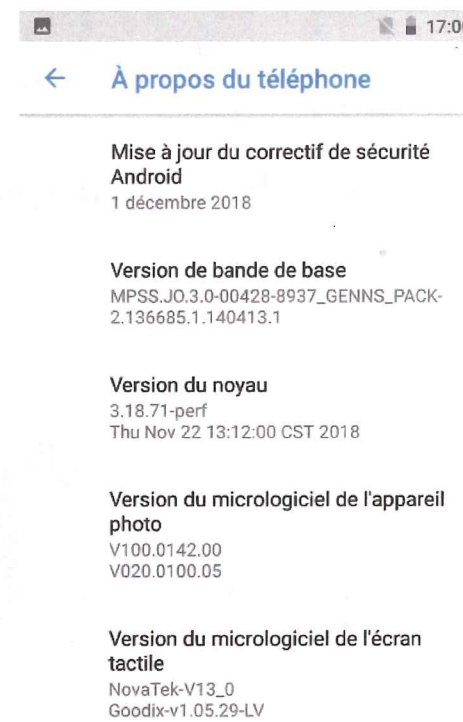 17:0
← À propos du téléphone
Mise à jour du correctif de sécurité
Android
1 décembre 2018
Version de bande de base
MPSS.JO.3.0-00428-8937_GENNS_PACK-
2.136685.1.140413.1
Version du noyau
3.18.71-perf
Thu Nov 22 13:12:00 CST 2018
Version du micrologiciel de l'appareil
photo
V100.0142.00
V020.0100.05
Version du micrologiciel de l'écran
tactile
NovaTek-V13_0
Goodix-v1.05.29-LV